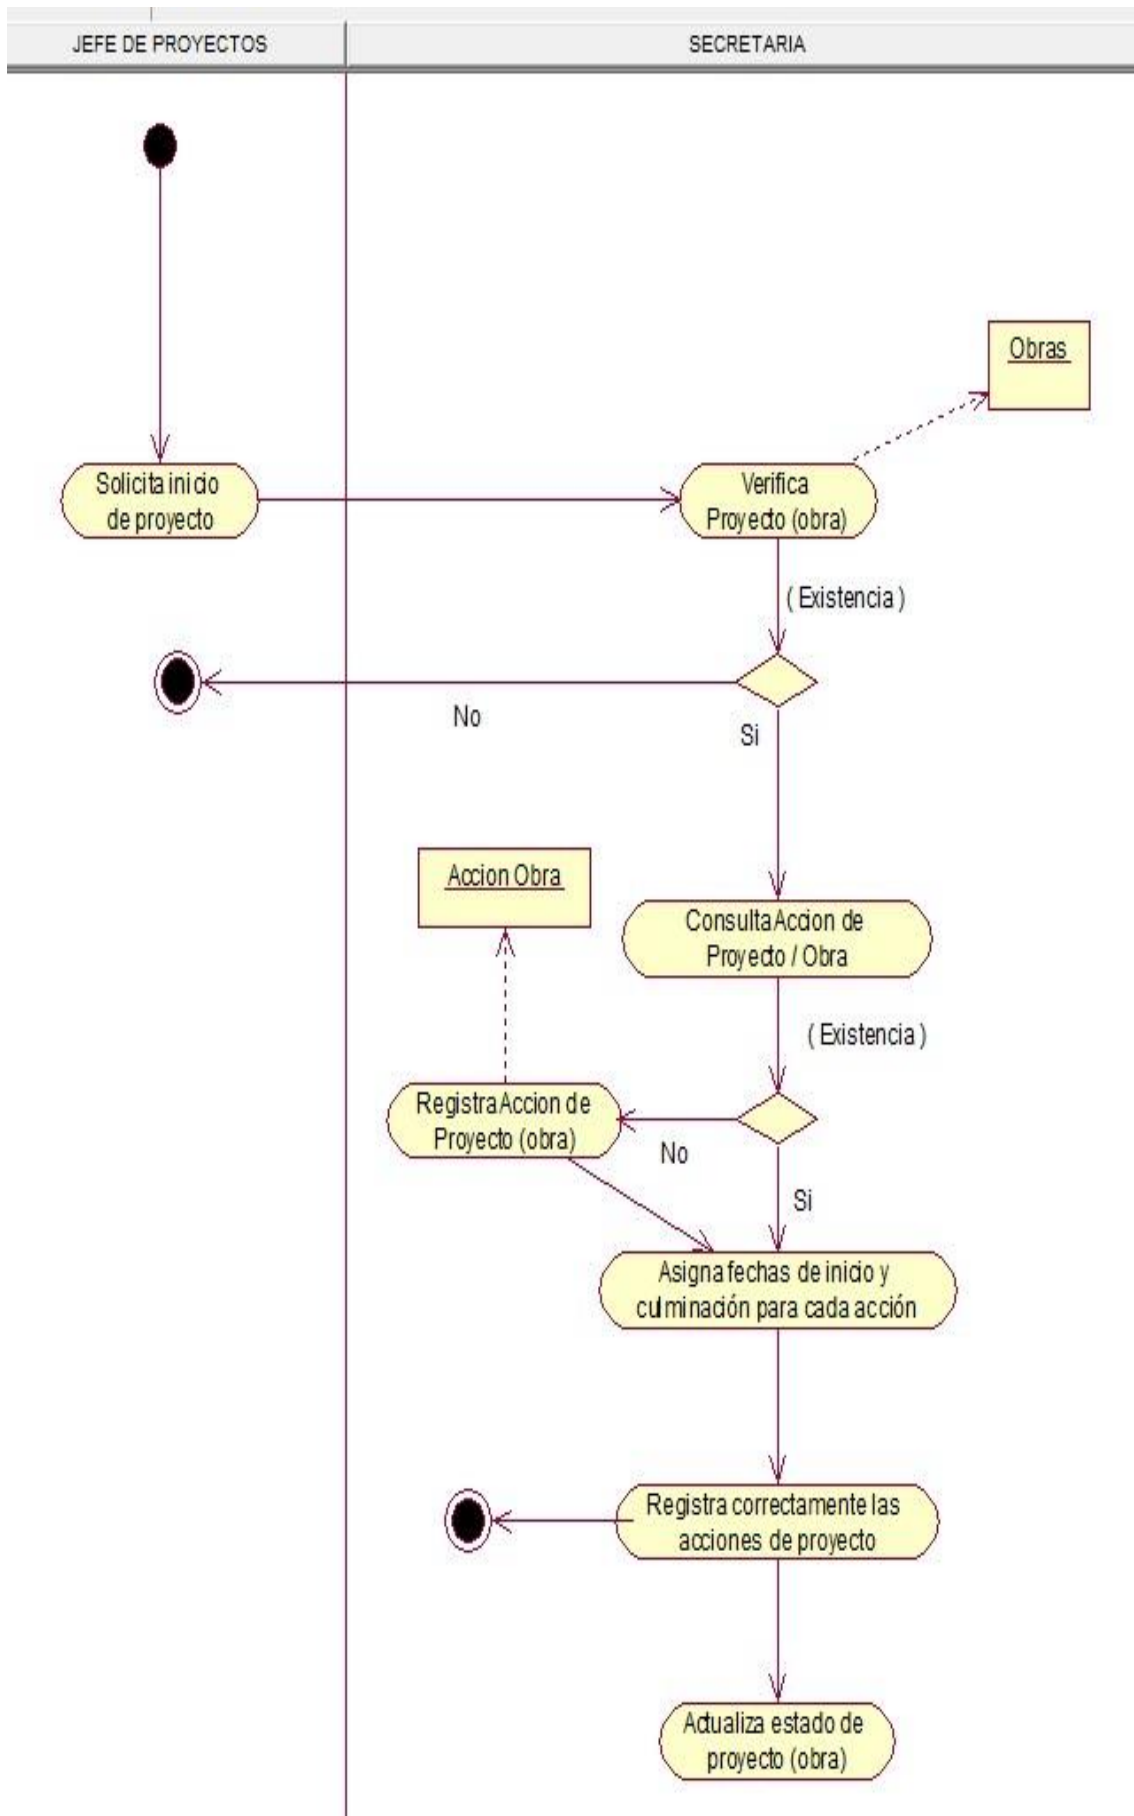 JEFE DE PROYECTOS
SECRETARIA
Obras
Solicita inicio
de proyecto
Verifica
Proyecto (obra)
( Existencia )
No
Si
Accion Obra
Consulta Accion de
Proyecto / Obra
( Existencia )
Registra Accion de
Proyecto (obra)
No
Si
Asigna fechas de inicio y
culminación para cada acción
Registra correctamente las
acciones de proyecto
Actualiza estado de
proyecto (obra)